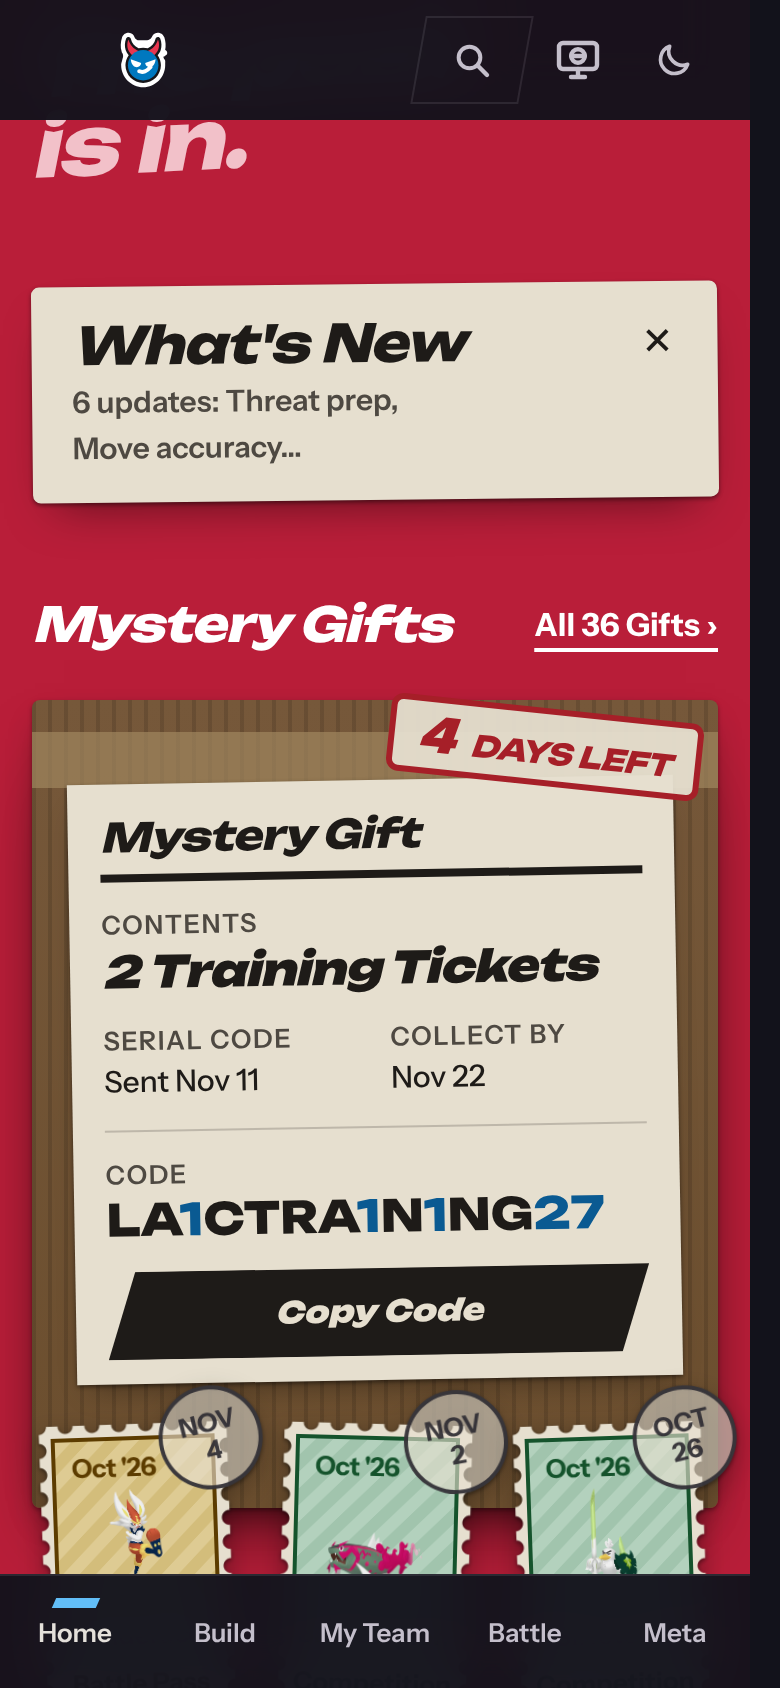 is in.
What's New
6 updates: Threat prep,
Move accuracy...
Mystery Gifts
All 36 Gifts ›
4 DAYS LEFT
Mystery Gift
CONTENTS
2 Training Tickets
SERIAL CODE
COLLECT BY
Sent Nov 11
Nov 22
CODE
LA1CTRA1N1NG27
Copy Code
NOV
4
NOV
2
OCT
26
Oct '26
Oct '26
Oct '26
Home
Build
My Team
Battle
Meta